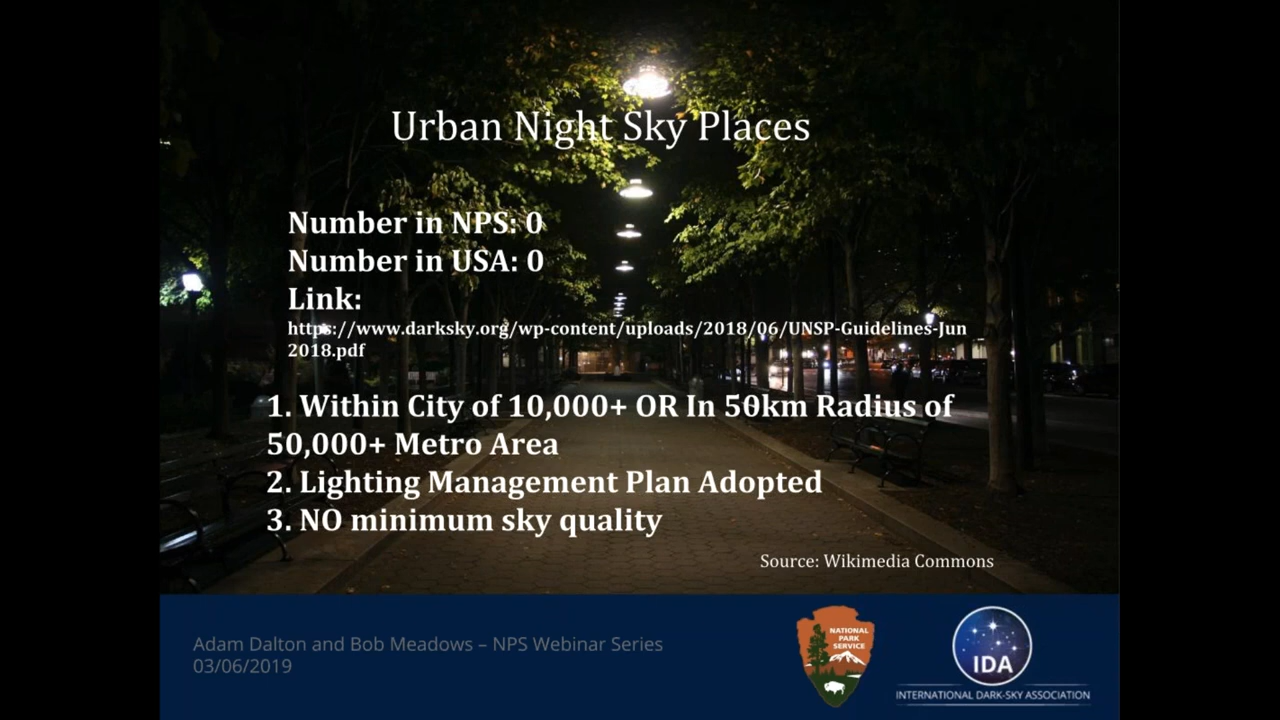 Urban Night Sky Places
Number in NPS: 0
Number in USA: 0
Link:
https://www.darksky.org/wp-content/uploads/2018/06/UNSP-Guidelines-Jun
2018.pdf
1. Within City of 10,000+ OR In 50km Radius of
50,000+ Metro Area
2. Lighting Management Plan Adopted
3. NO minimum sky quality
Source: Wikimedia Commons
Adam Dalton and Bob Meadows – NPS Webinar Series
03/06/2019
NATIONAL
PARK
SERVICE
IDA
INTERNATIONAL DARK-SKY ASSOCIATION